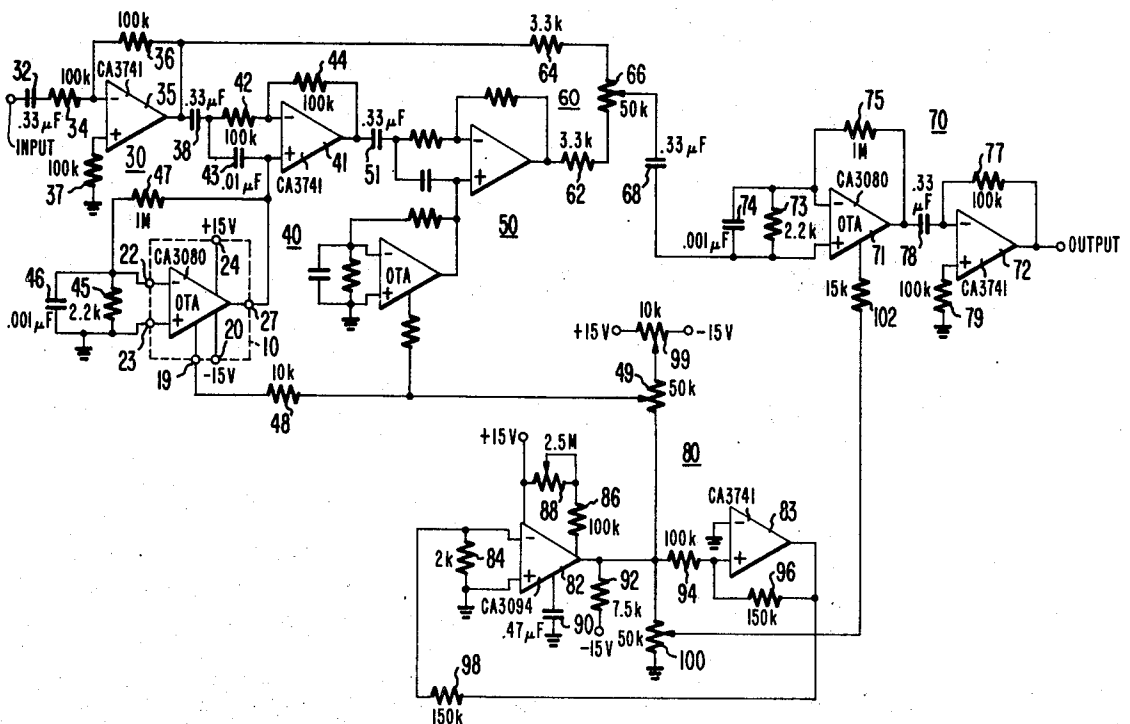 100k
36
32
CA3741
100k
35
.33µF
34
INPUT
100k
37
30
.33µF
38
42
100k
43
.01µF
44
100k
41
CA3741
.33µF
51
60
3.3k
64
66
50k
3.3k
62
.33µF
68
75
1M
70
CA3080
OTA
71
74
73
2.2k
.001µF
.33
µF
78
77
100k
OUTPUT
CA3741
72
100k
79
15k
102
47
1M
40
50
+15V
22
CA3080
24
46
45
2.2k
.001µF
OTA
27
23
20
10
19
-15V
OTA
10k
48
10k
+15V
-15V
99
49
50k
80
+15V
2.5M
88
86
100k
2k
84
82
CA3094
.47µF
90
92
7.5k
-15V
100k
94
CA3741
83
96
150k
50k
100
98
150k